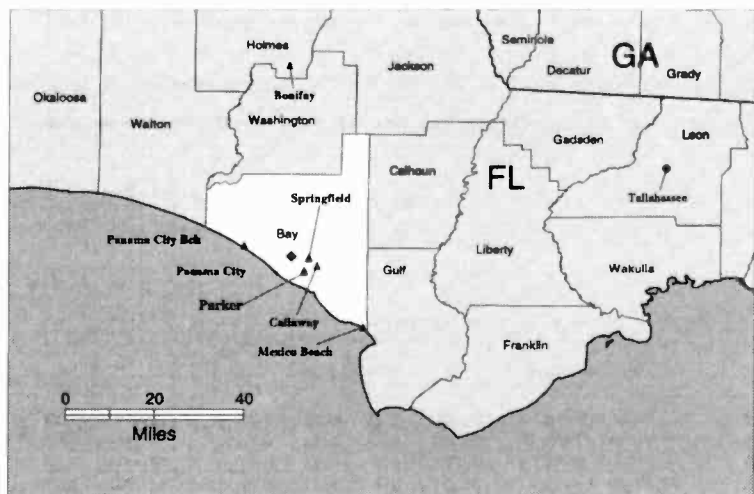 Seminole
Holmes
GA
Jackson
Decatur
Grady
Bonifay
Okaloosa
Walton
Washington
Gadsden
Leon
Calhoun
FL
Springfield
Tallahassee
Bay
Panama City Bch
Liberty
Wakulla
Panama City
Gulf
Parker
Callaway
Mexico Beach
Franklin
0 20 40
Miles